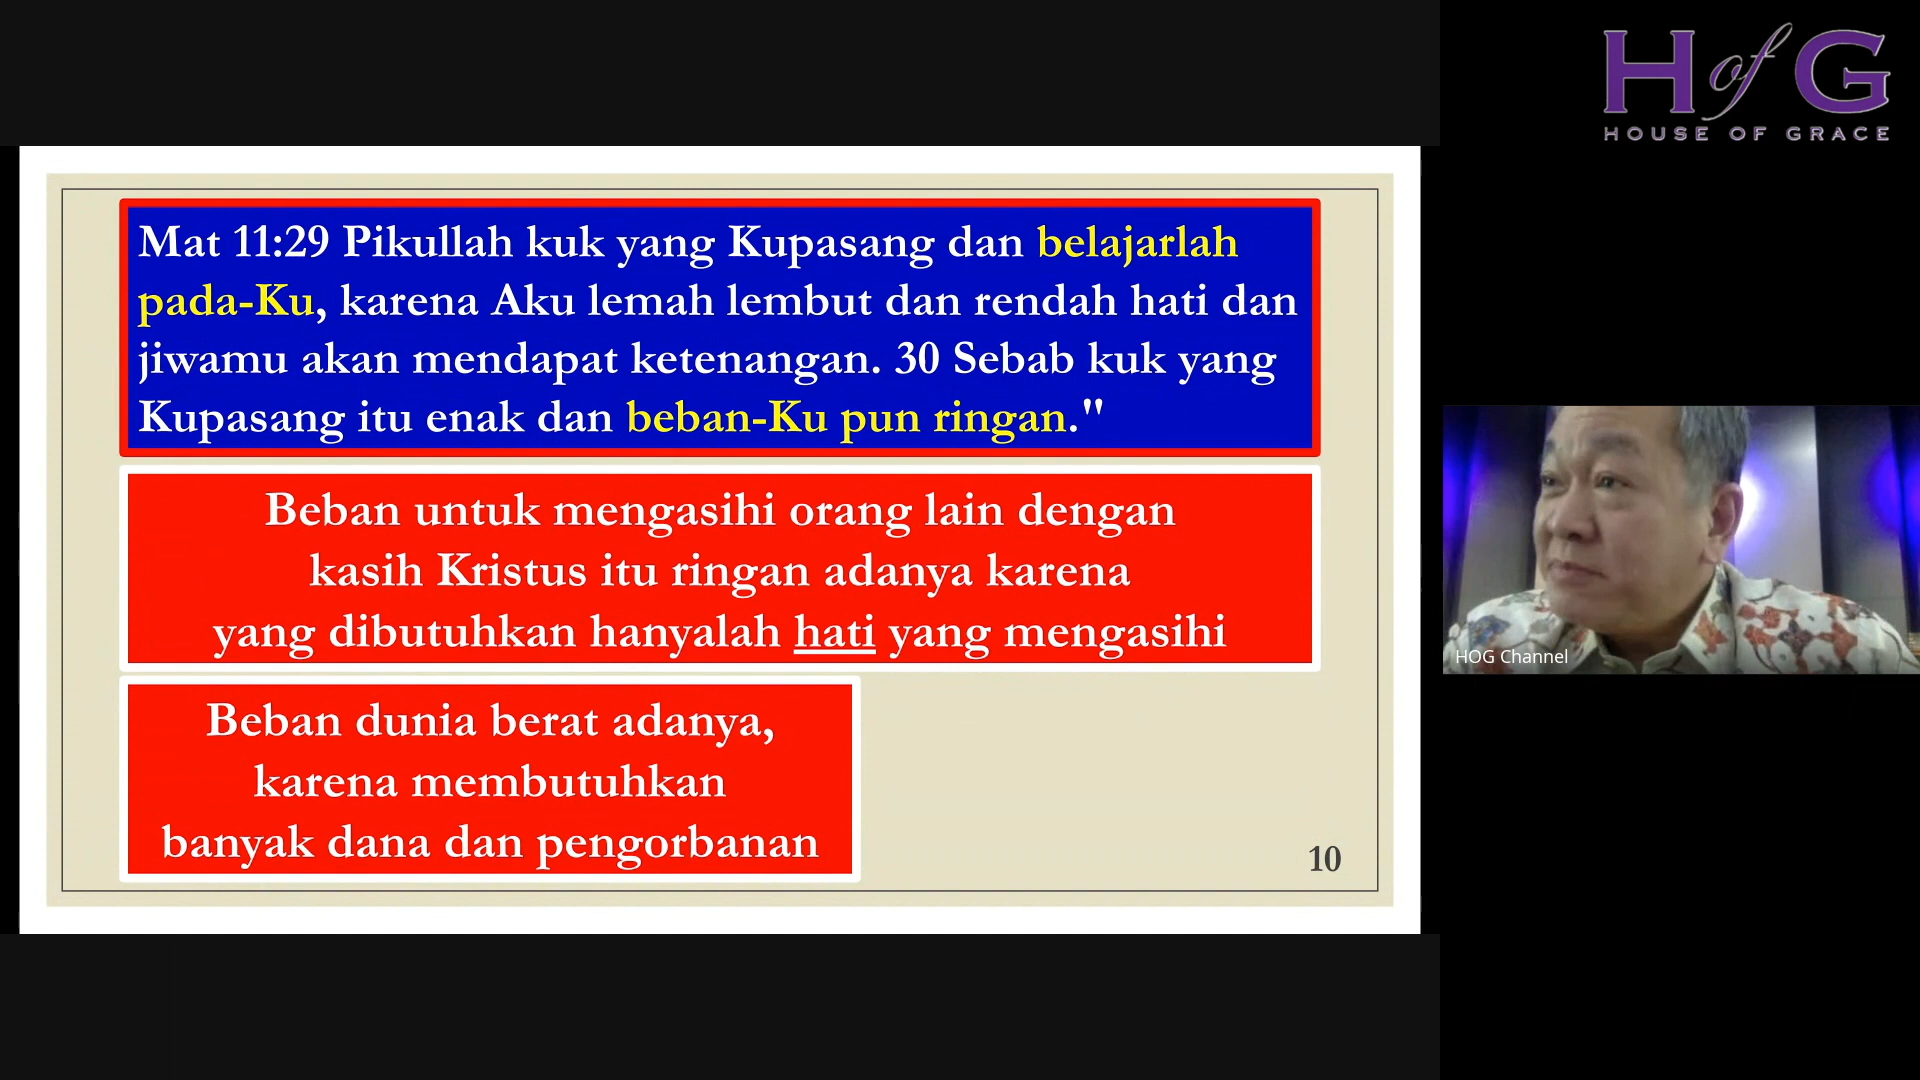 H of G
HOUSE OF GRACE
Mat 11:29 Pikullah kuk yang Kupasang dan belajarlah
pada-Ku, karena Aku lemah lembut dan rendah hati dan
jiwamu akan mendapat ketenangan. 30 Sebab kuk yang
Kupasang itu enak dan beban-Ku pun ringan."
Beban untuk mengasihi orang lain dengan
kasih Kristus itu ringan adanya karena
yang dibutuhkan hanyalah hati yang mengasihi
Beban dunia berat adanya,
karena membutuhkan
banyak dana dan pengorbanan
10
HOG Channel